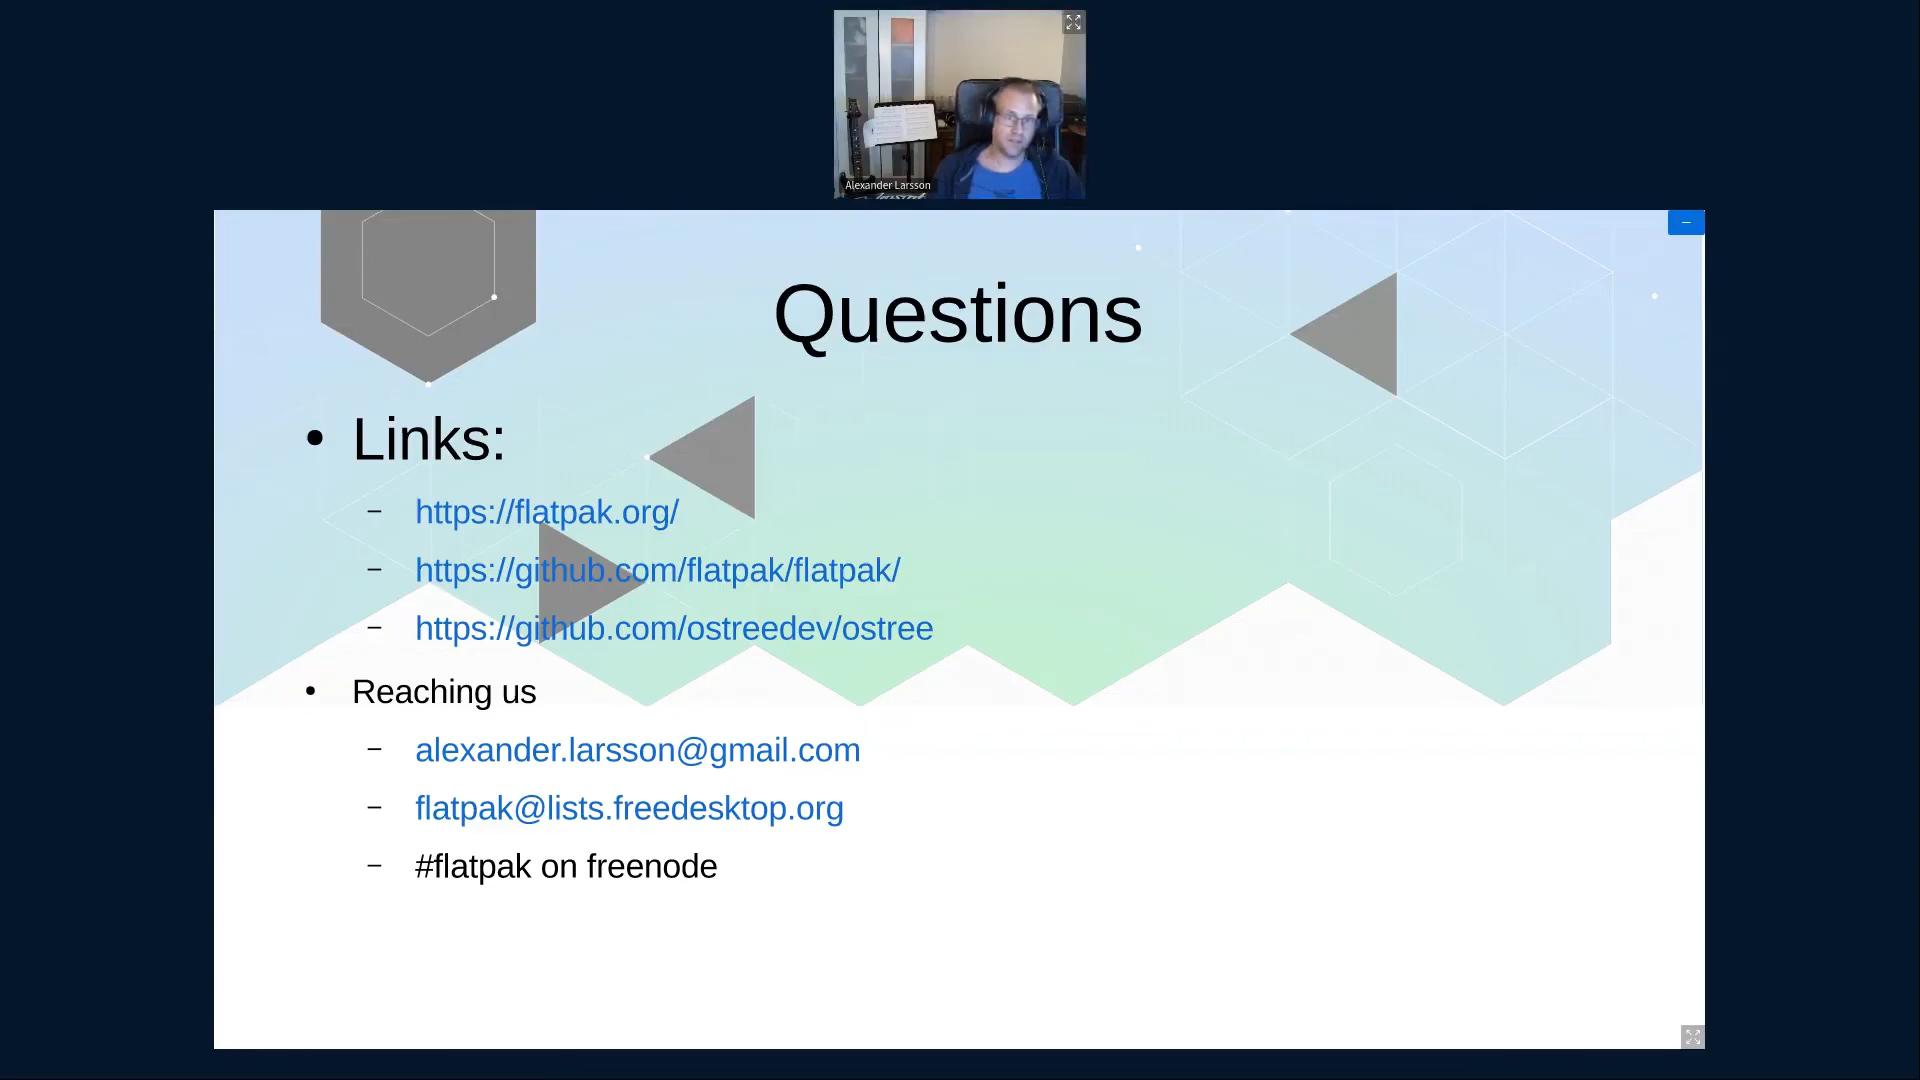 Alexander Larsson
Questions
• Links:
– https://flatpak.org/
– https://github.com/flatpak/flatpak/
– https://github.com/ostreedev/ostree
• Reaching us
– alexander.larsson@gmail.com
– flatpak@lists.freedesktop.org
– #flatpak on freenode